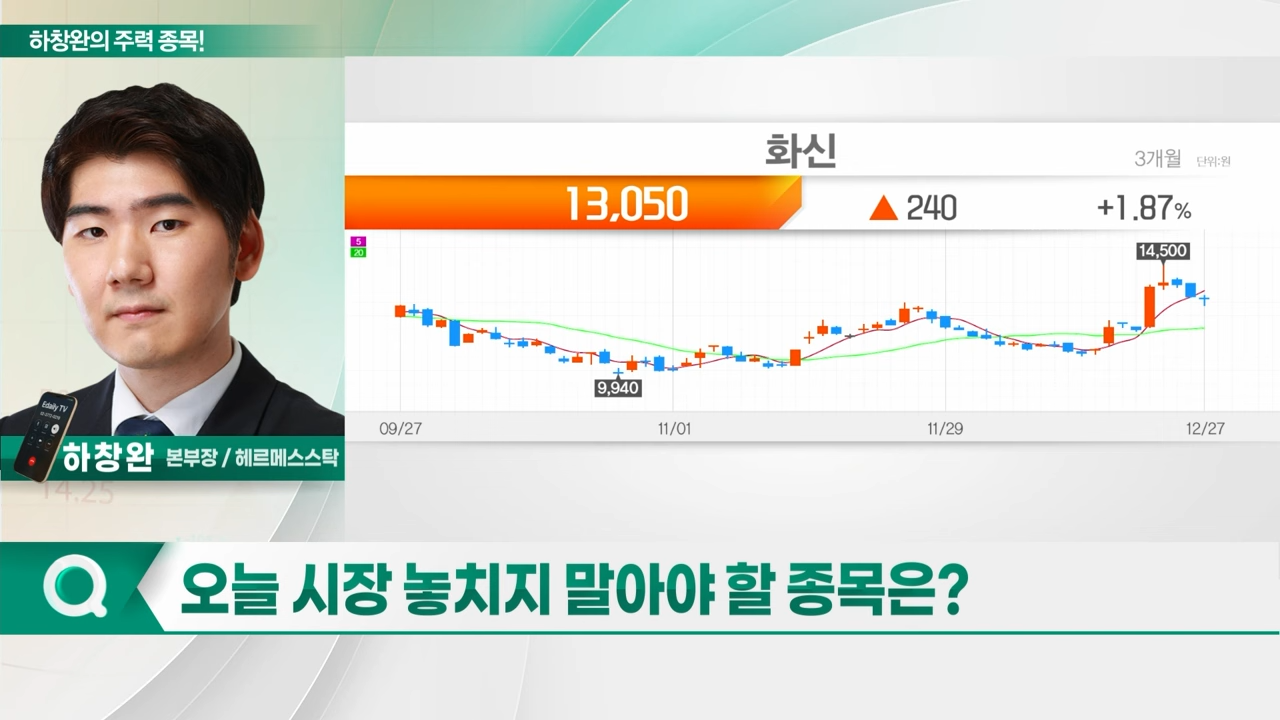 하창완의 주력 종목!
화신
3개월 단위:원
13,050 ▲ 240 +1.87%
5
20
14,500
9,940
09/27 11/01 11/29 12/27
Edaily TV
하창완 본부장 / 헤르메스스탁
14.25
오늘 시장 놓치지 말아야 할 종목은?